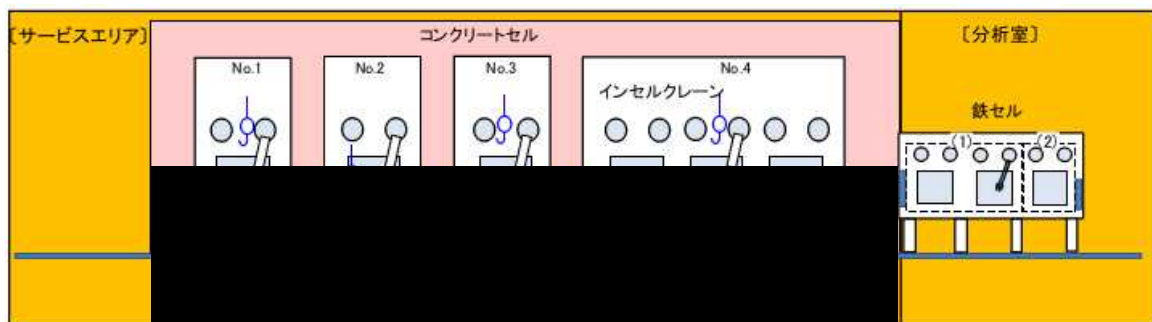 〔サービスエリア〕
コンクリートセル
〔分析室〕
No.1
No.2
No.3
No.4
インセルクレーン
鉄セル
(1)
(2)